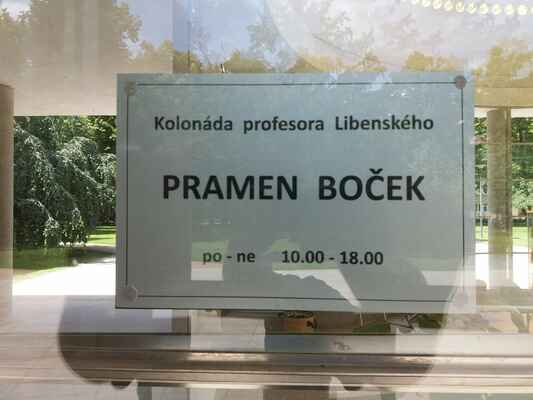 Kolonáda profesora Libenského
PRAMEN BOČEK
po - ne 10.00 - 18.00